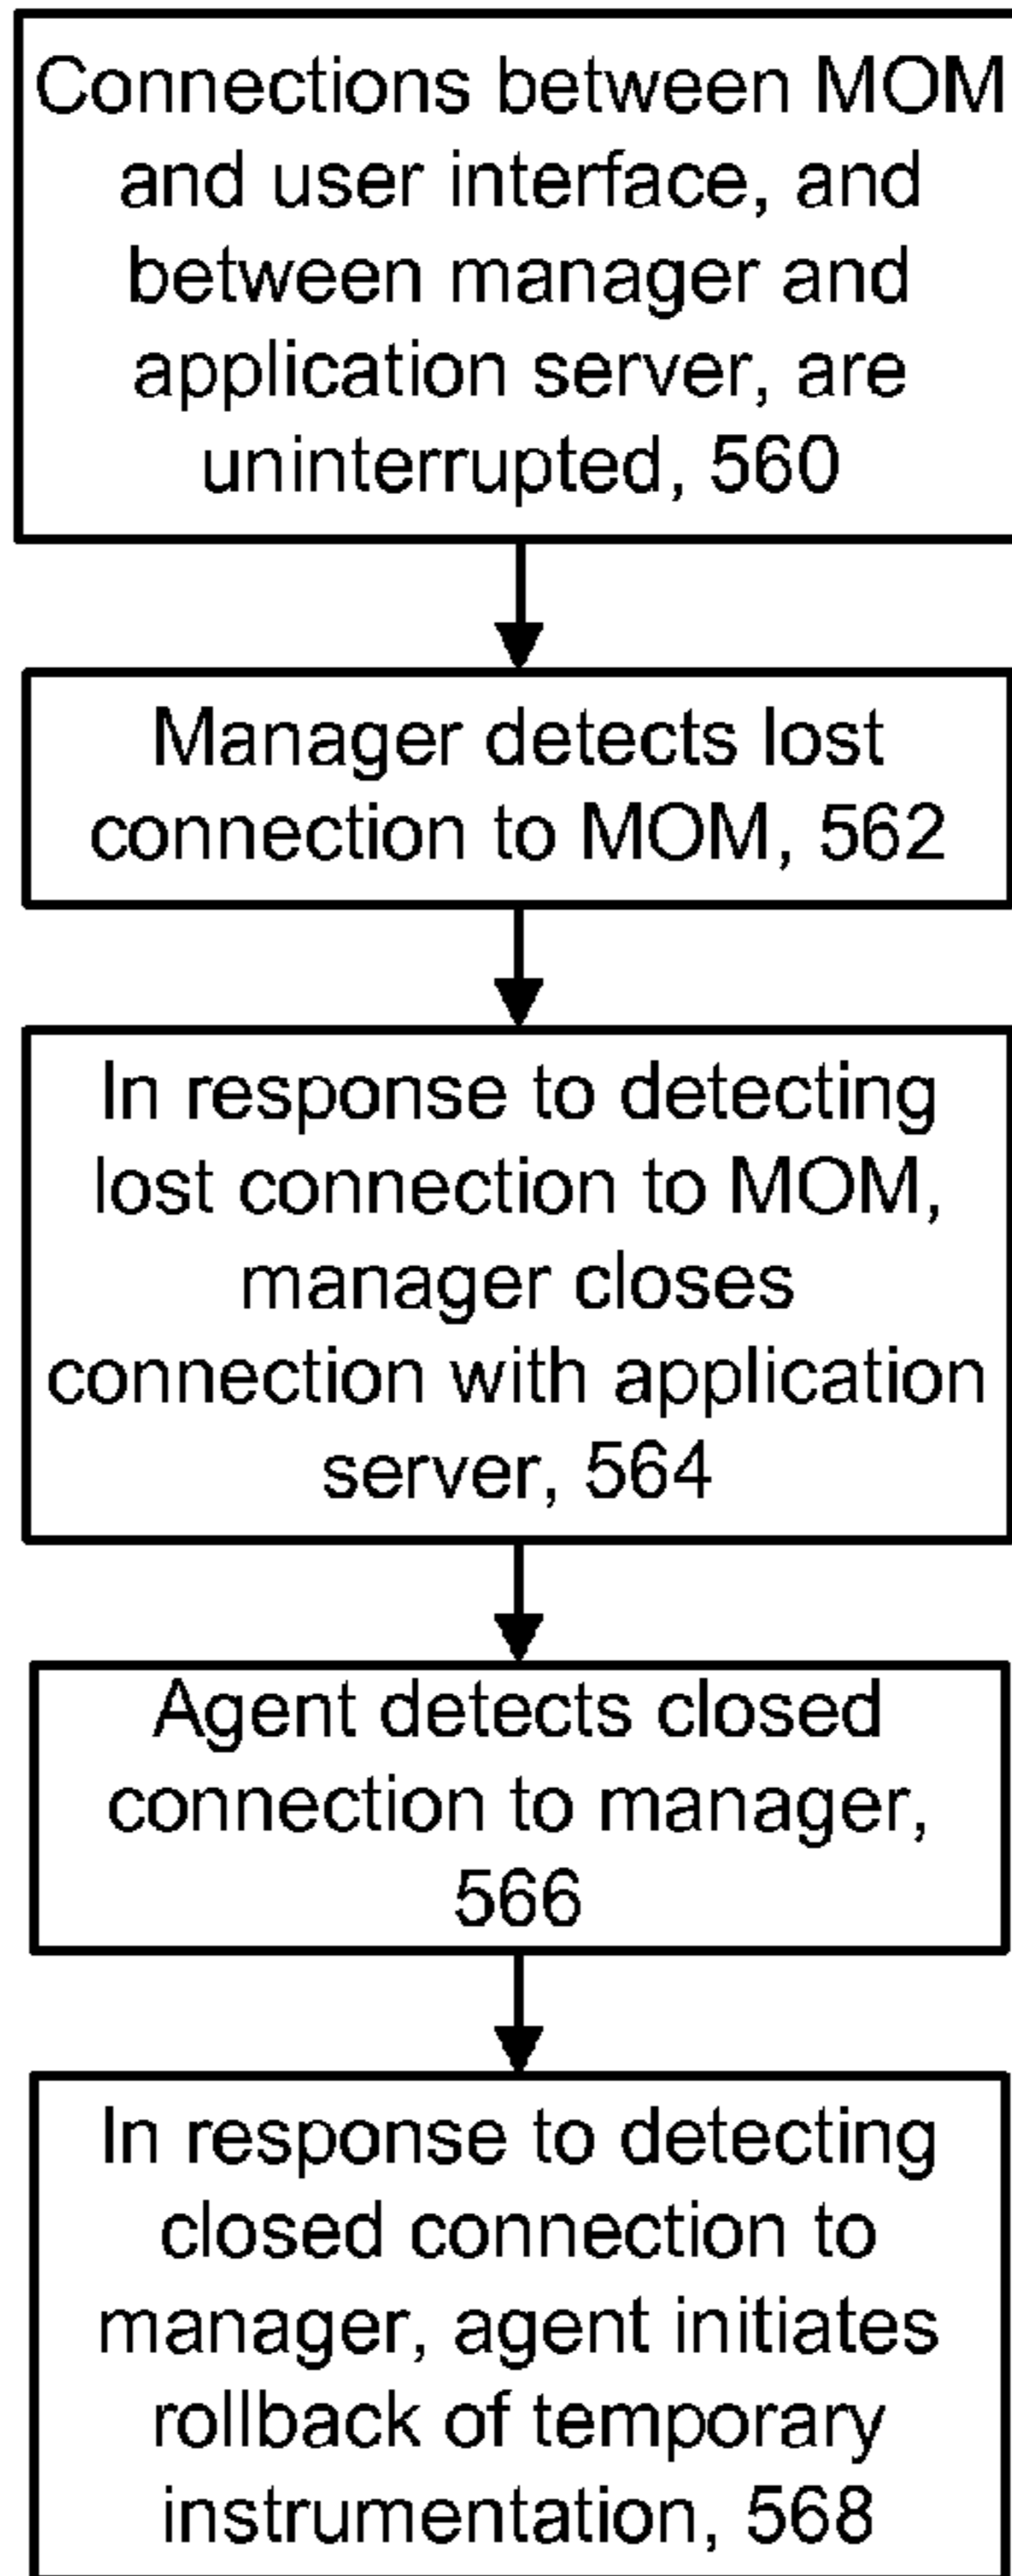 Connections between MOM
and user interface, and
between manager and
application server, are
uninterrupted, 560
Manager detects lost
connection to MOM, 562
In response to detecting
lost connection to MOM,
manager closes
connection with application
server, 564
Agent detects closed
connection to manager,
566
In response to detecting
closed connection to
manager, agent initiates
rollback of temporary
instrumentation, 568